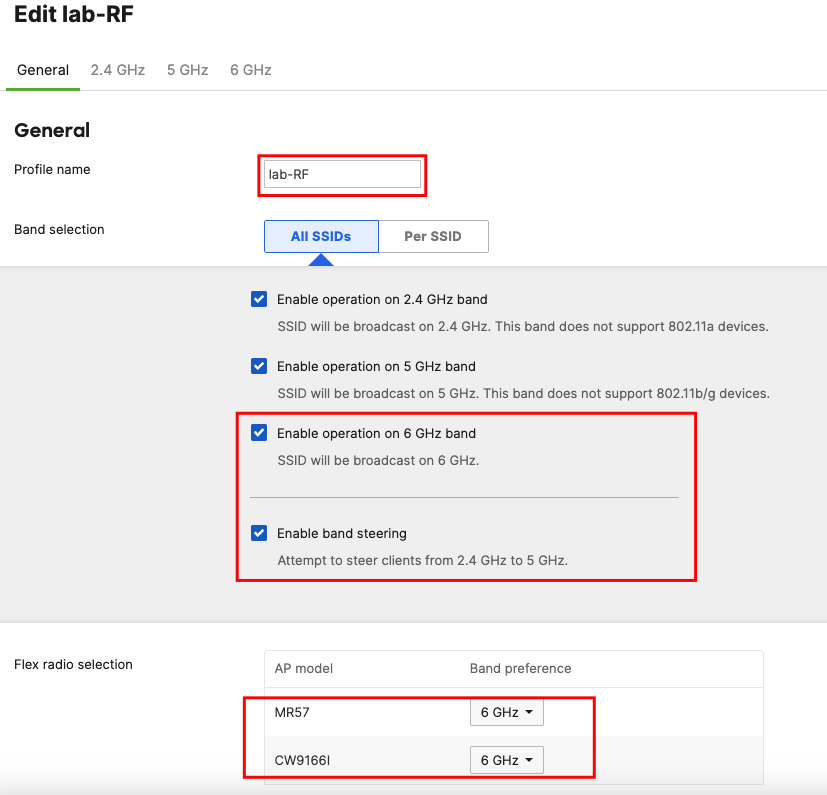 Edit lab-RF
General 2.4 GHz 5 GHz 6 GHz
General
Profile name
lab-RF
Band selection
All SSIDs Per SSID
Enable operation on 2.4 GHz band
SSID will be broadcast on 2.4 GHz. This band does not support 802.11a devices.
Enable operation on 5 GHz band
SSID will be broadcast on 5 GHz. This band does not support 802.11b/g devices.
Enable operation on 6 GHz band
SSID will be broadcast on 6 GHz.
Enable band steering
Attempt to steer clients from 2.4 GHz to 5 GHz.
Flex radio selection
AP model Band preference
MR57 6 GHz
CW9166I 6 GHz